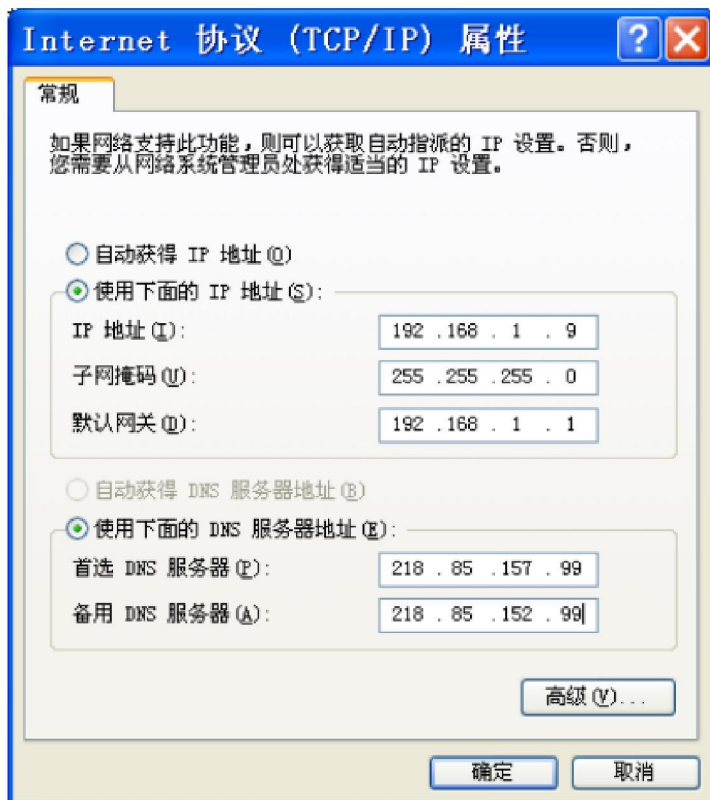 Internet 协议 (TCP/IP) 属性
常规
如果网络支持此功能，则可以获取自动指派的 IP 设置。否则，
您需要从网络系统管理员处获得适当的 IP 设置。
自动获得 IP 地址(O)
使用下面的 IP 地址(S):
IP 地址(I): 192 .168 . 1 . 9
子网掩码(U): 255 .255 .255 . 0
默认网关(D): 192 .168 . 1 . 1
自动获得 DNS 服务器地址(B)
使用下面的 DNS 服务器地址(E):
首选 DNS 服务器(P): 218 . 85 .157 . 99
备用 DNS 服务器(A): 218 . 85 .152 . 99
高级(V)...
确定 取消